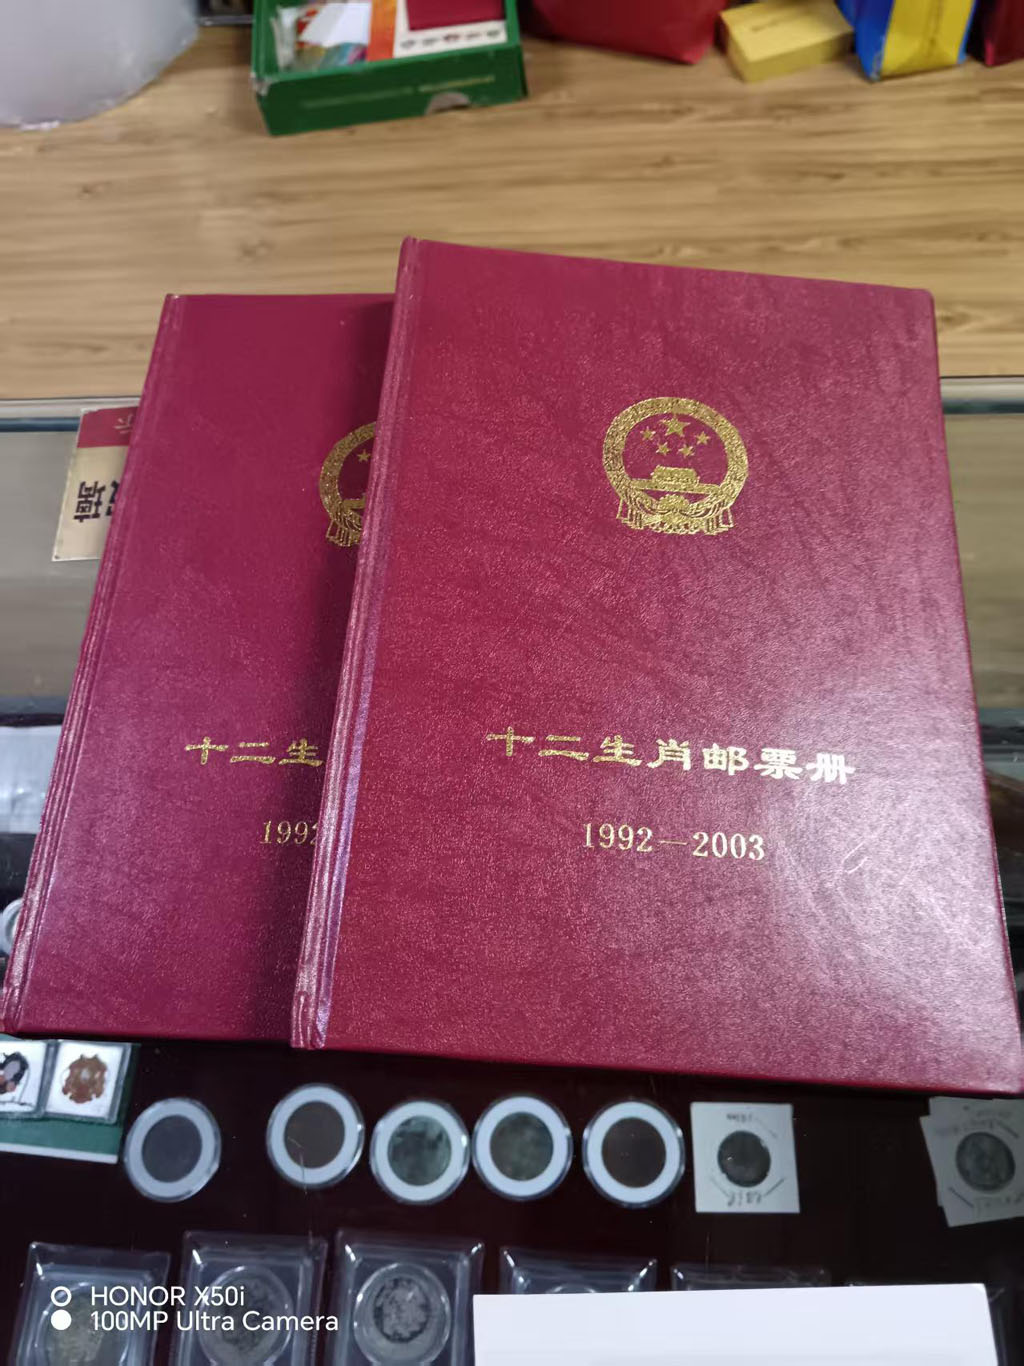 十二生肖邮票册
1992—2003
十二生
1992
HONOR X50i
100MP Ultra Camera